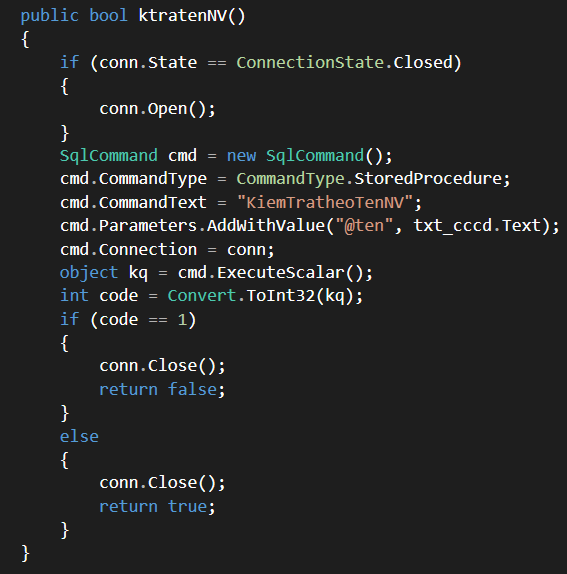 public bool ktratenNV()
{
    if (conn.State == ConnectionState.Closed)
    {
        conn.Open();
    }
    SqlCommand cmd = new SqlCommand();
    cmd.CommandType = CommandType.StoredProcedure;
    cmd.CommandText = "KiemTratheoTenNV";
    cmd.Parameters.AddWithValue("@ten", txt_cccd.Text);
    cmd.Connection = conn;
    object kq = cmd.ExecuteScalar();
    int code = Convert.ToInt32(kq);
    if (code == 1)
    {
        conn.Close();
        return false;
    }
    else
    {
        conn.Close();
        return true;
    }
}